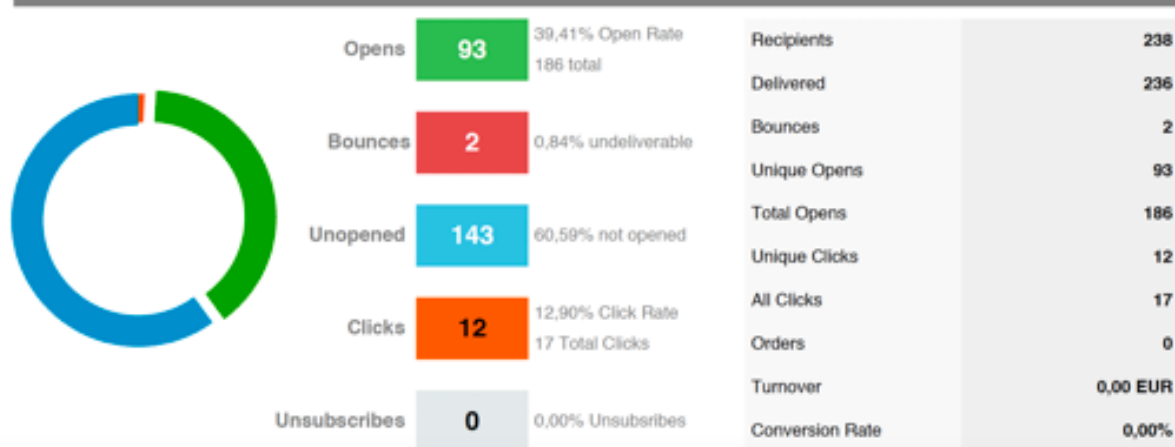 Opens
93
39,41% Open Rate
186 total
Bounces
2
0,84% undeliverable
Unopened
143
60,59% not opened
Clicks
12
12,90% Click Rate
17 Total Clicks
Unsubscribes
0
0,00% Unsubsribes
Recipients 238
Delivered 236
Bounces 2
Unique Opens 93
Total Opens 186
Unique Clicks 12
All Clicks 17
Orders 0
Turnover 0,00 EUR
Conversion Rate 0,00%